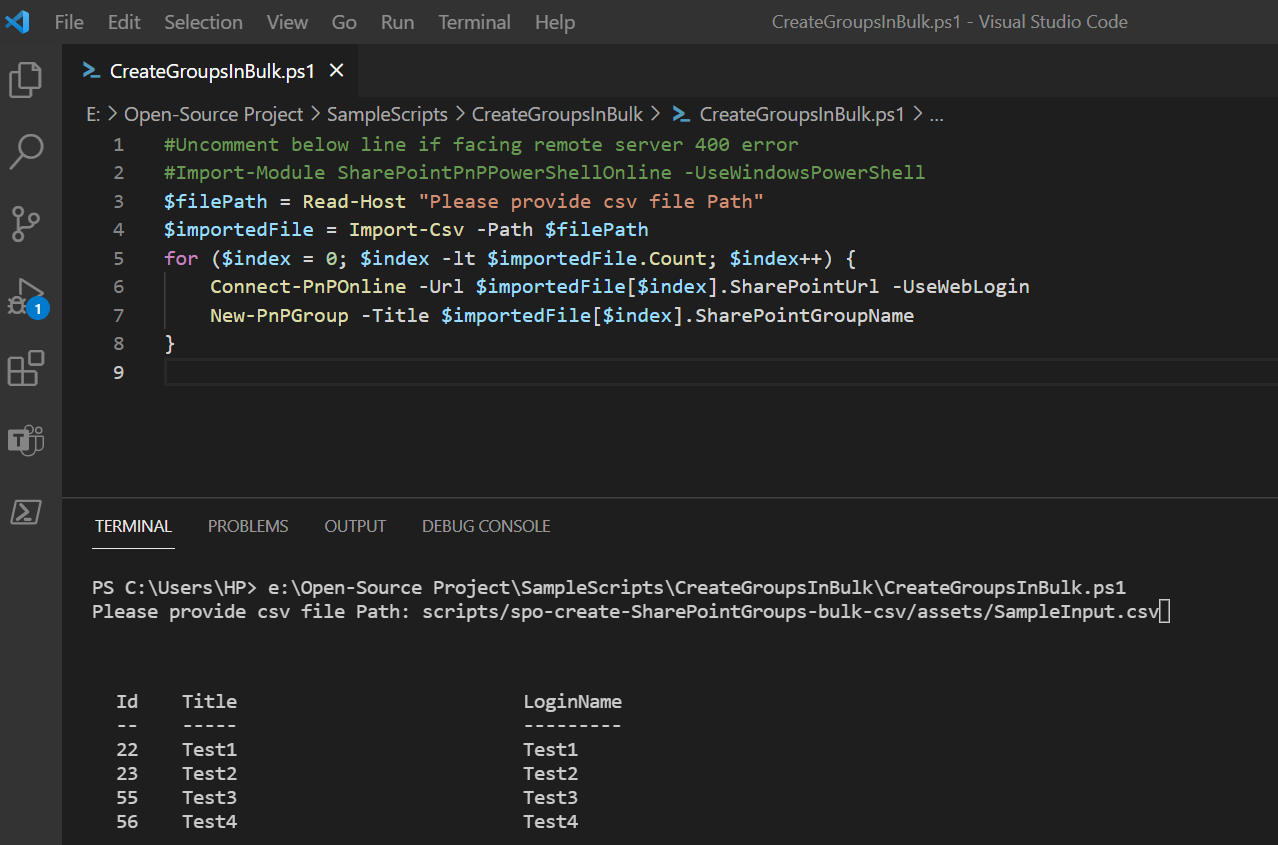 File Edit Selection View Go Run Terminal Help CreateGroupsInBulk.ps1 - Visual Studio Code
CreateGroupsInBulk.ps1
E: > Open-Source Project > SampleScripts > CreateGroupsInBulk > CreateGroupsInBulk.ps1 > ...
1 #Uncomment below line if facing remote server 400 error
2 #Import-Module SharePointPnPPowerShellOnline -UseWindowsPowerShell
3 $filePath = Read-Host "Please provide csv file Path"
4 $importedFile = Import-Csv -Path $filePath
5 for ($index = 0; $index -lt $importedFile.Count; $index++) {
6     Connect-PnPOnline -Url $importedFile[$index].SharePointUrl -UseWebLogin
7     New-PnPGroup -Title $importedFile[$index].SharePointGroupName
8 }
9
1
T
TERMINAL PROBLEMS OUTPUT DEBUG CONSOLE
PS C:\Users\HP> e:\Open-Source Project\SampleScripts\CreateGroupsInBulk\CreateGroupsInBulk.ps1
Please provide csv file Path: scripts/spo-create-SharePointGroups-bulk-csv/assets/SampleInput.csv
Id Title LoginName
-- ----- ---------
22 Test1 Test1
23 Test2 Test2
55 Test3 Test3
56 Test4 Test4